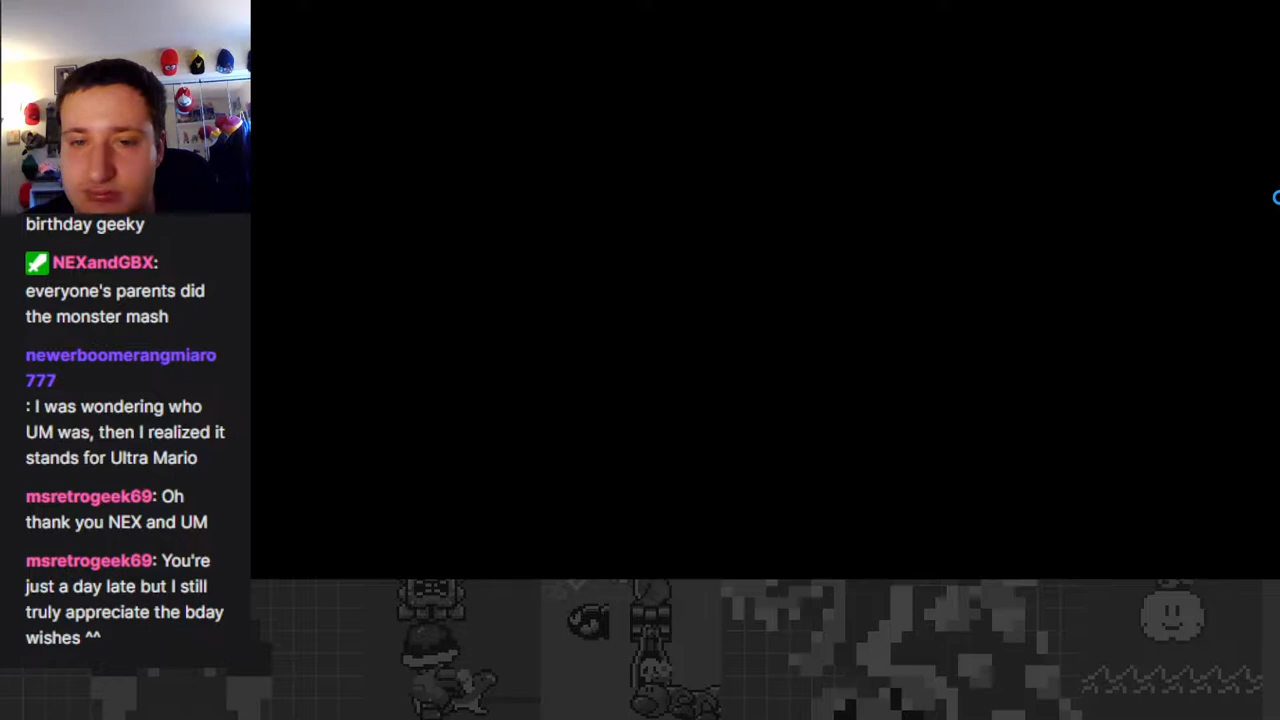 birthday geeky
NEXandGBX:
everyone's parents did
the monster mash
newerboomerangmiaro
777
: I was wondering who
UM was, then I realized it
stands for Ultra Mario
msretrogeek69: Oh
thank you NEX and UM
msretrogeek69: You're
just a day late but I still
truly appreciate the bday
wishes ^^